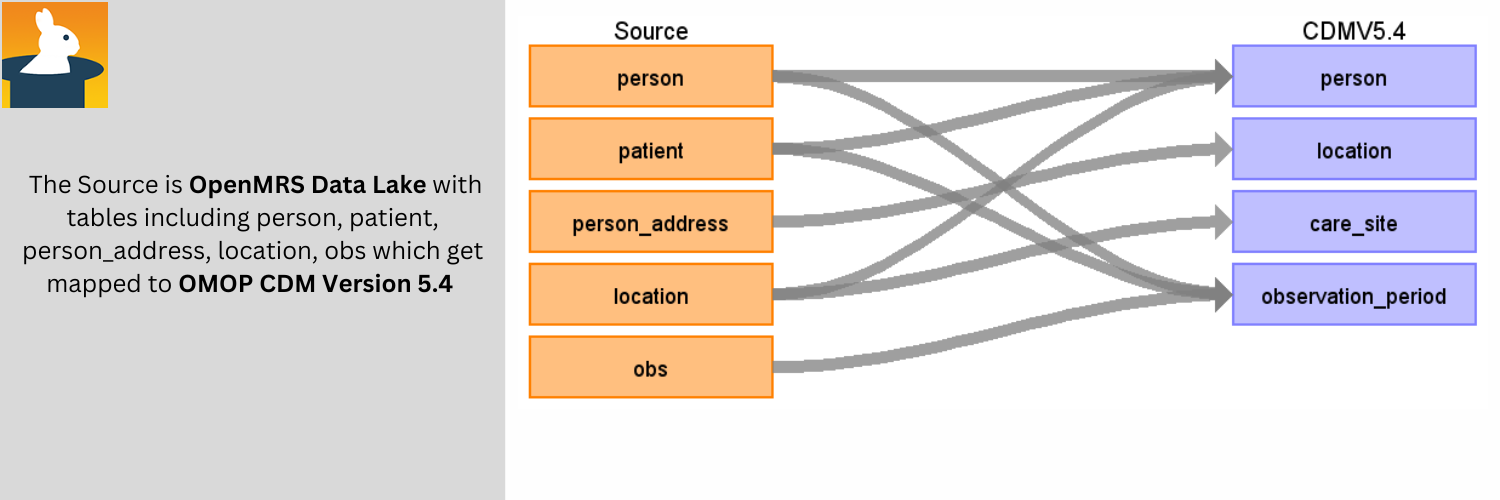 The Source is OpenMRS Data Lake with
tables including person, patient,
person_address, location, obs which get
mapped to OMOP CDM Version 5.4
Source
person
patient
person_address
location
obs
CDMV5.4
person
location
care_site
observation_period